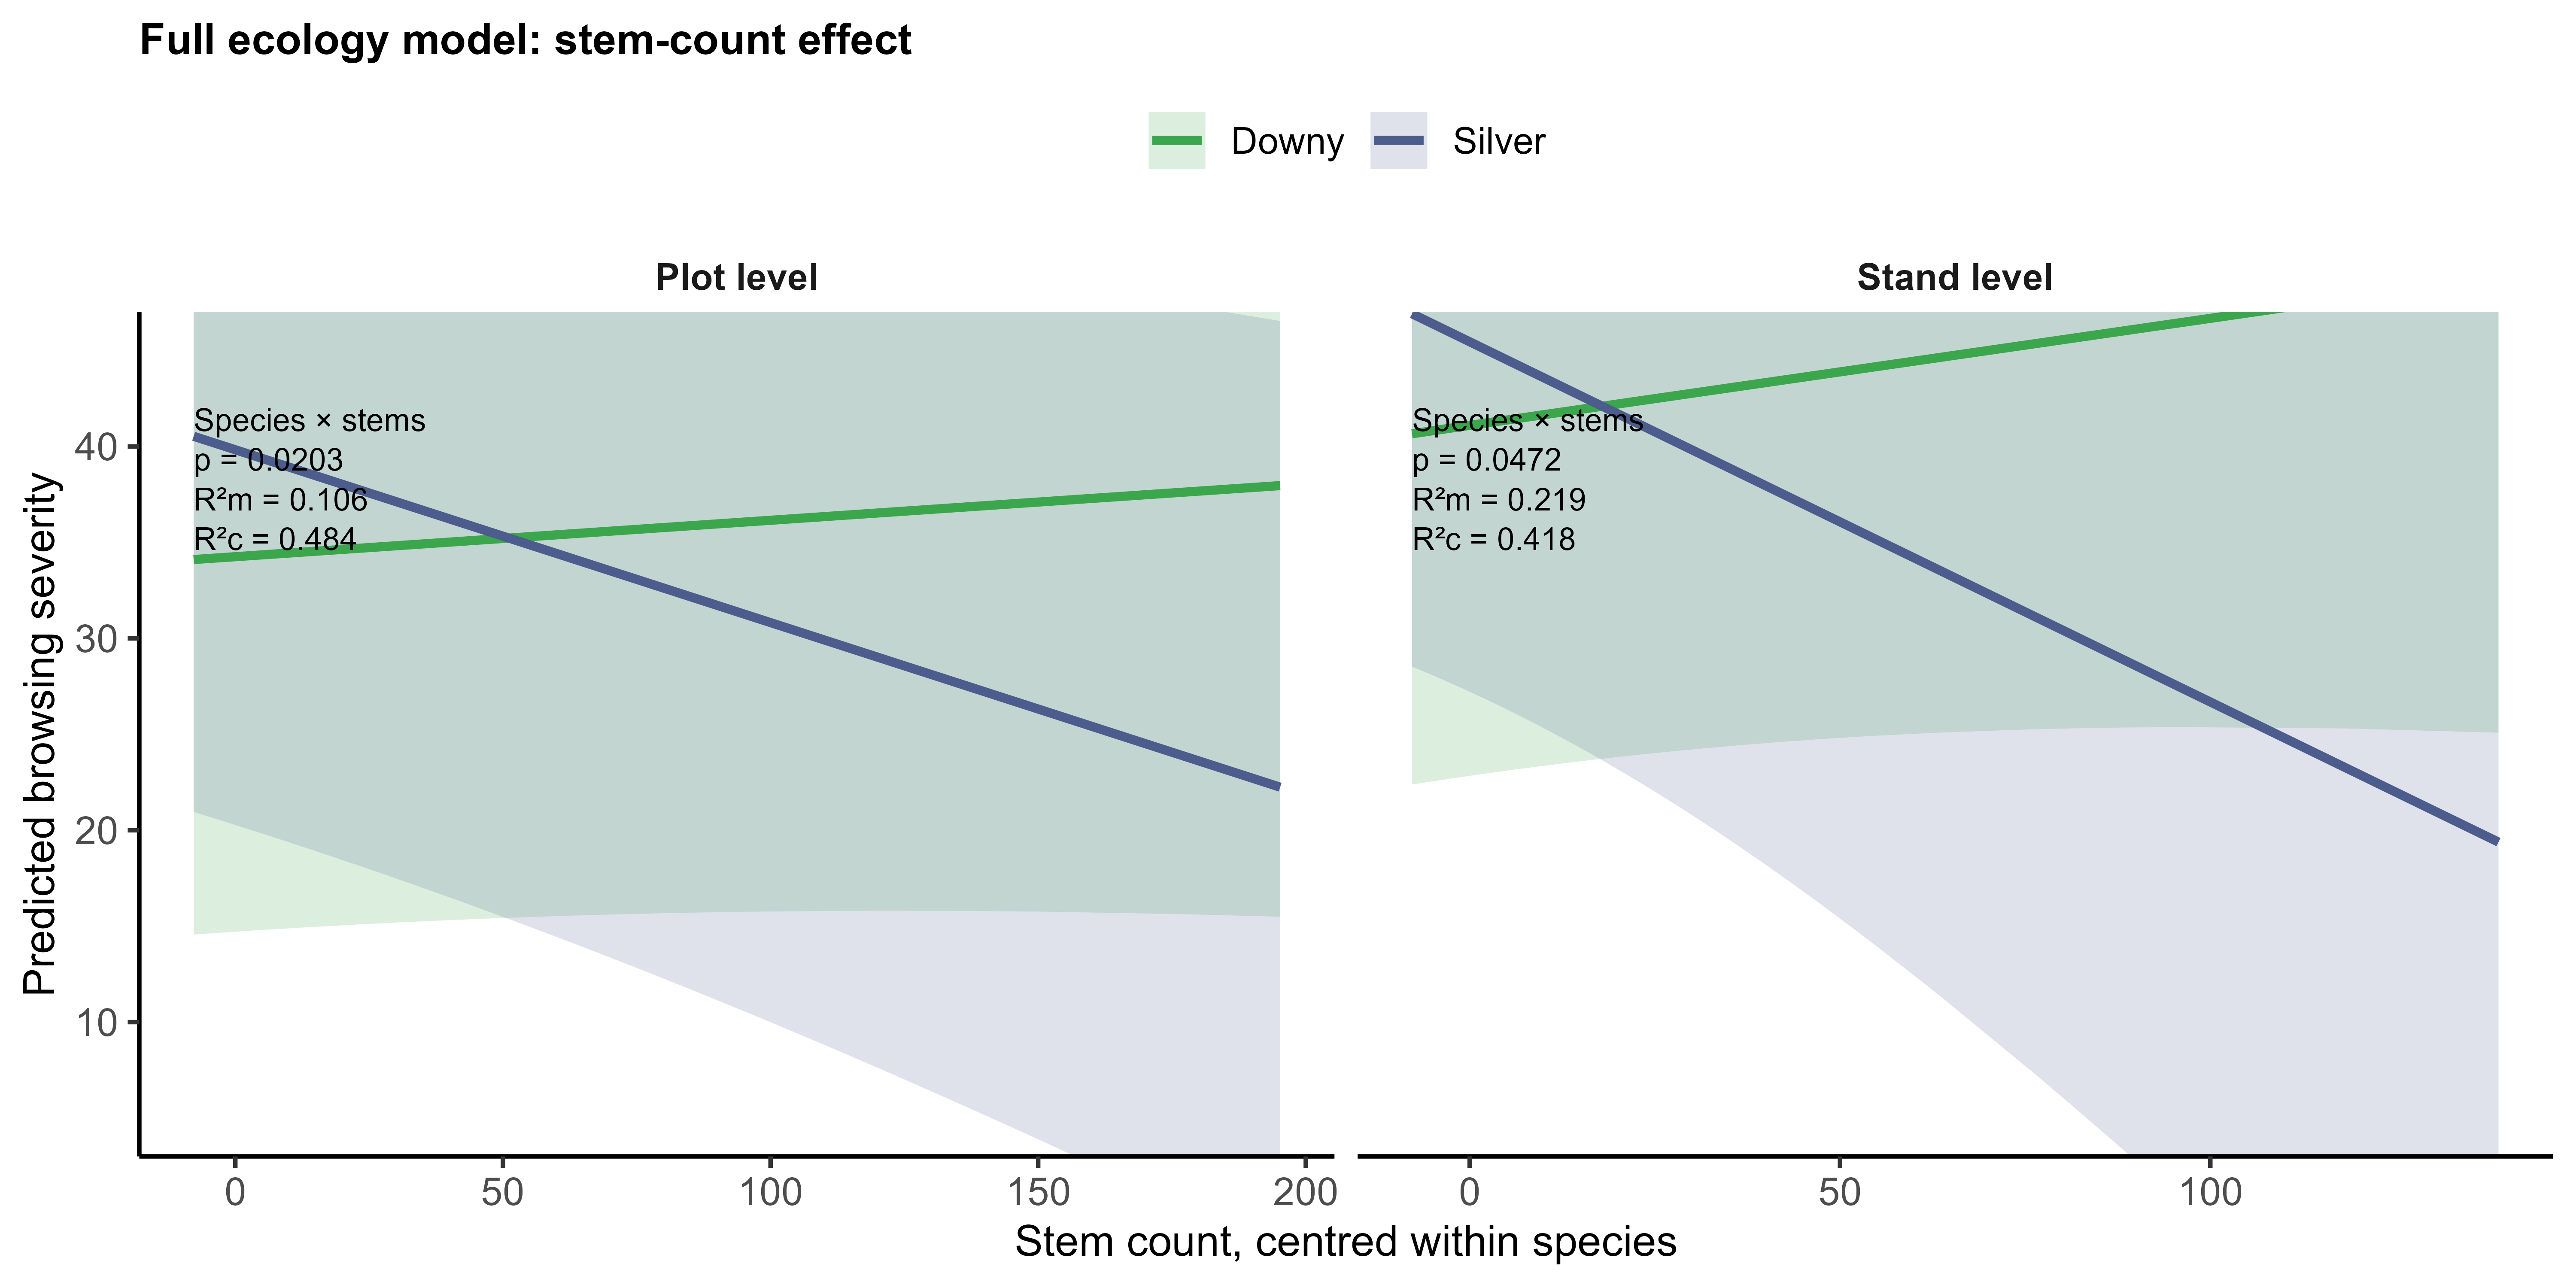 Full ecology model: stem-count effect
Downy
Silver
Plot level
Stand level
Predicted browsing severity
40
30
20
10
Species × stems
p = 0.0203
R²m = 0.106
R²c = 0.484
Species × stems
p = 0.0472
R²m = 0.219
R²c = 0.418
0
50
100
150
200
0
50
100
Stem count, centred within species